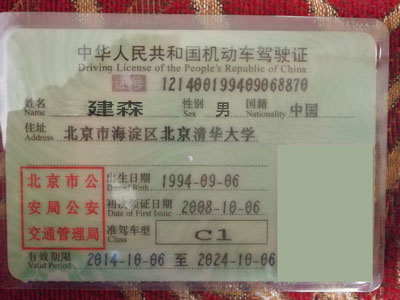 中华人民共和国机动车驾驶证
Driving License of the People's Republic of China
证号 121400199409068870
姓名 Name 建森 性别 Sex 男 国籍 Nationality 中国
住址 Address 北京市海淀区北京清华大学
北京市公安局公安交通管理局
出生日期 Date of Birth 1994-09-06
初次领证日期 Date of First Issue 2008-10-06
准驾车型 Class C1
有效期限 Valid Period 2014-10-06 至 2024-10-06